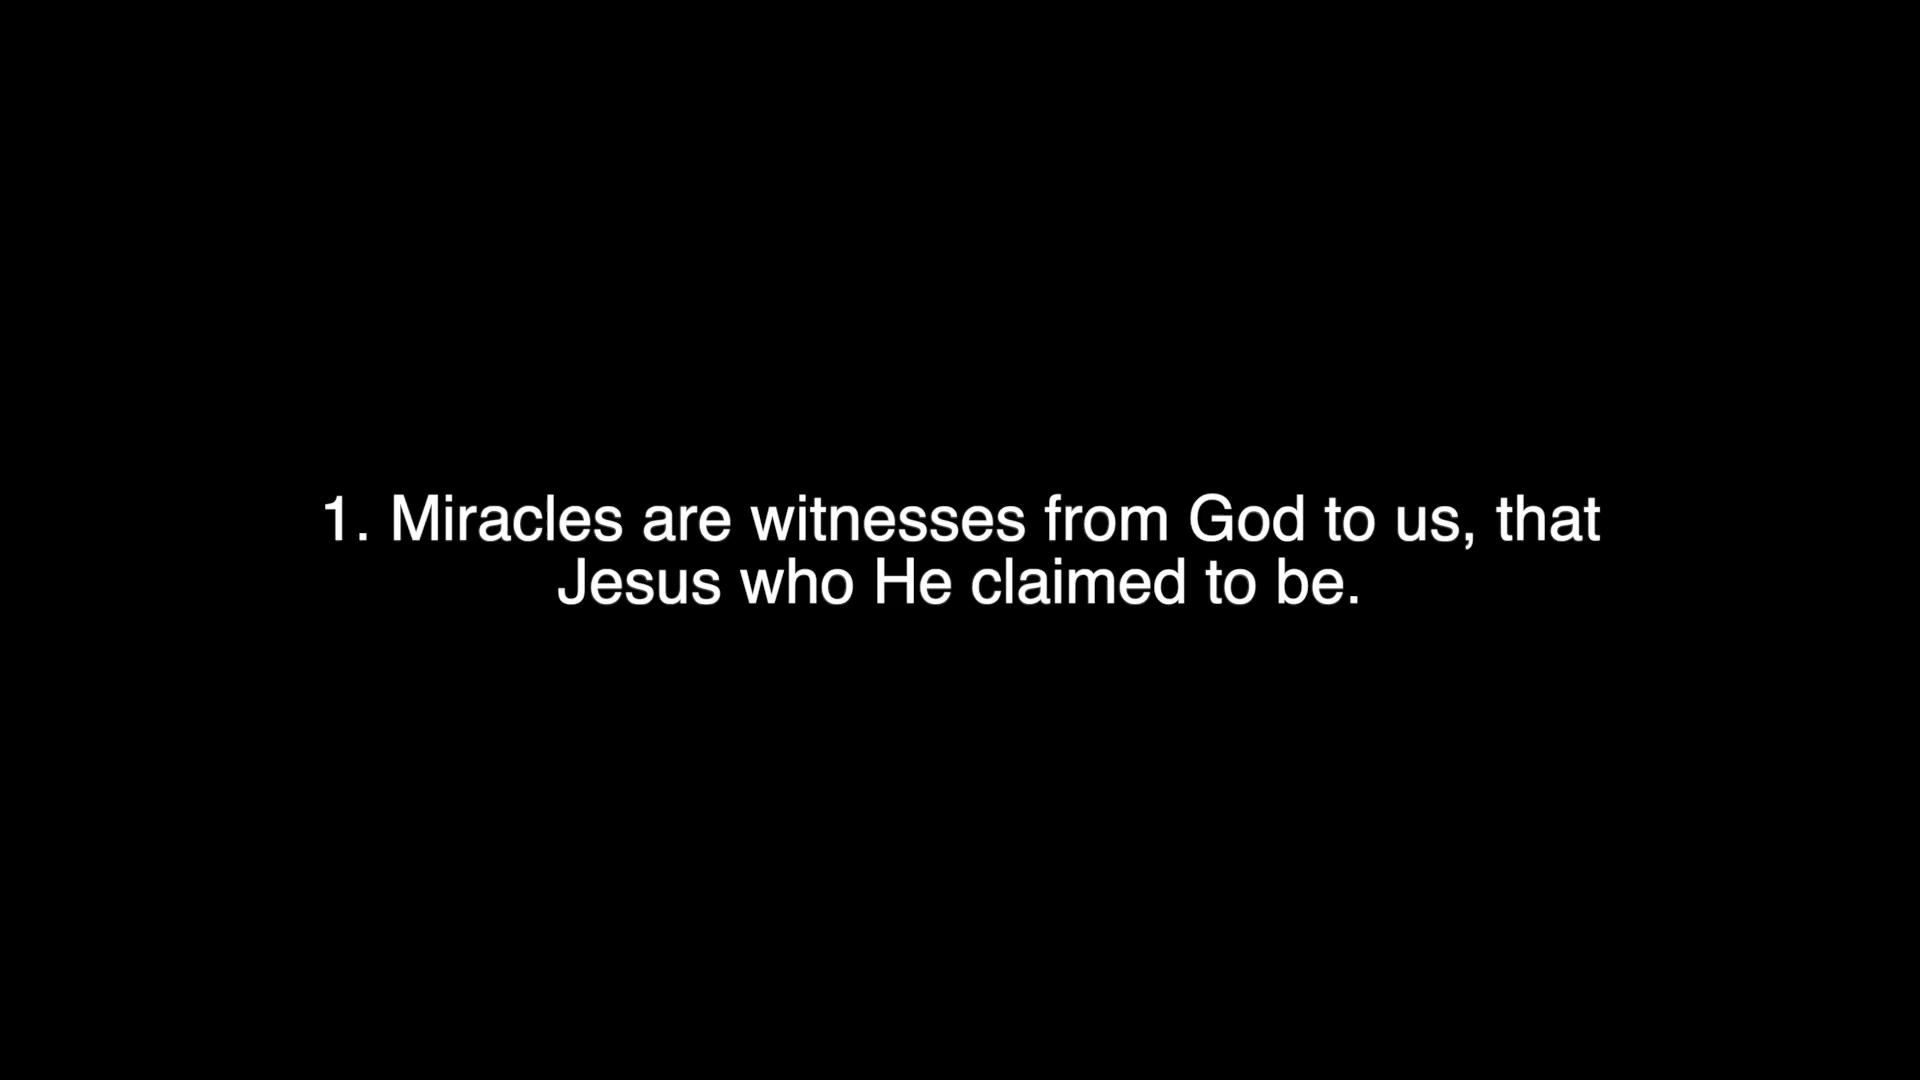 1. Miracles are witnesses from God to us, that
Jesus who He claimed to be.